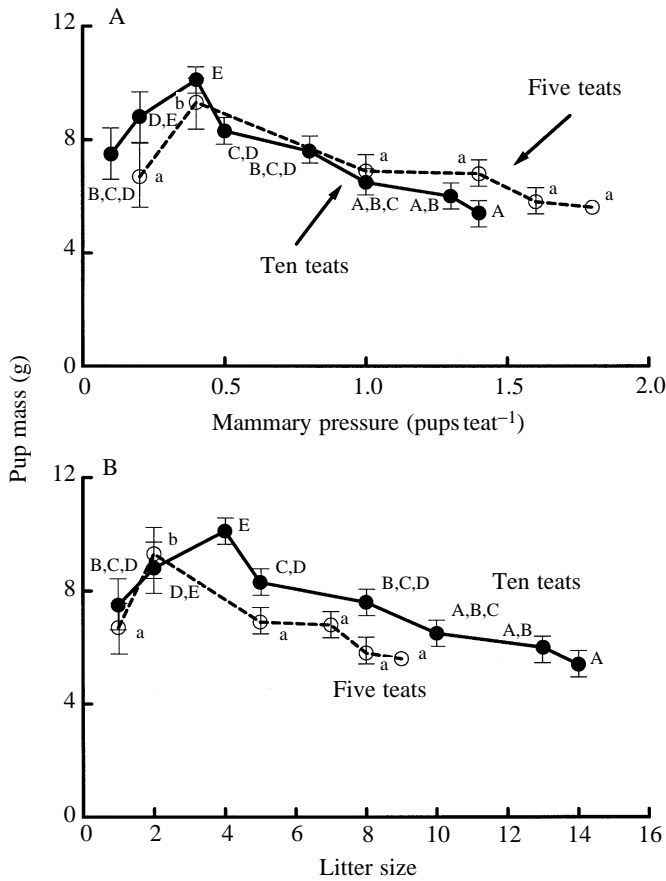 A
12
8
4
0
E
b
D,E
B,C,D
a
C,D
B,C,D
a
A,B,C
a
A,B
A
a
a
Five teats
Ten teats
0
0.5
1.0
1.5
2.0
Mammary pressure (pups teat–1)
Pup mass (g)
B
12
8
4
0
B,C,D
a
b
D,E
E
C,D
a
a
B,C,D
a
a
A,B,C
A,B
A
Ten teats
Five teats
0
2
4
6
8
10
12
14
16
Litter size